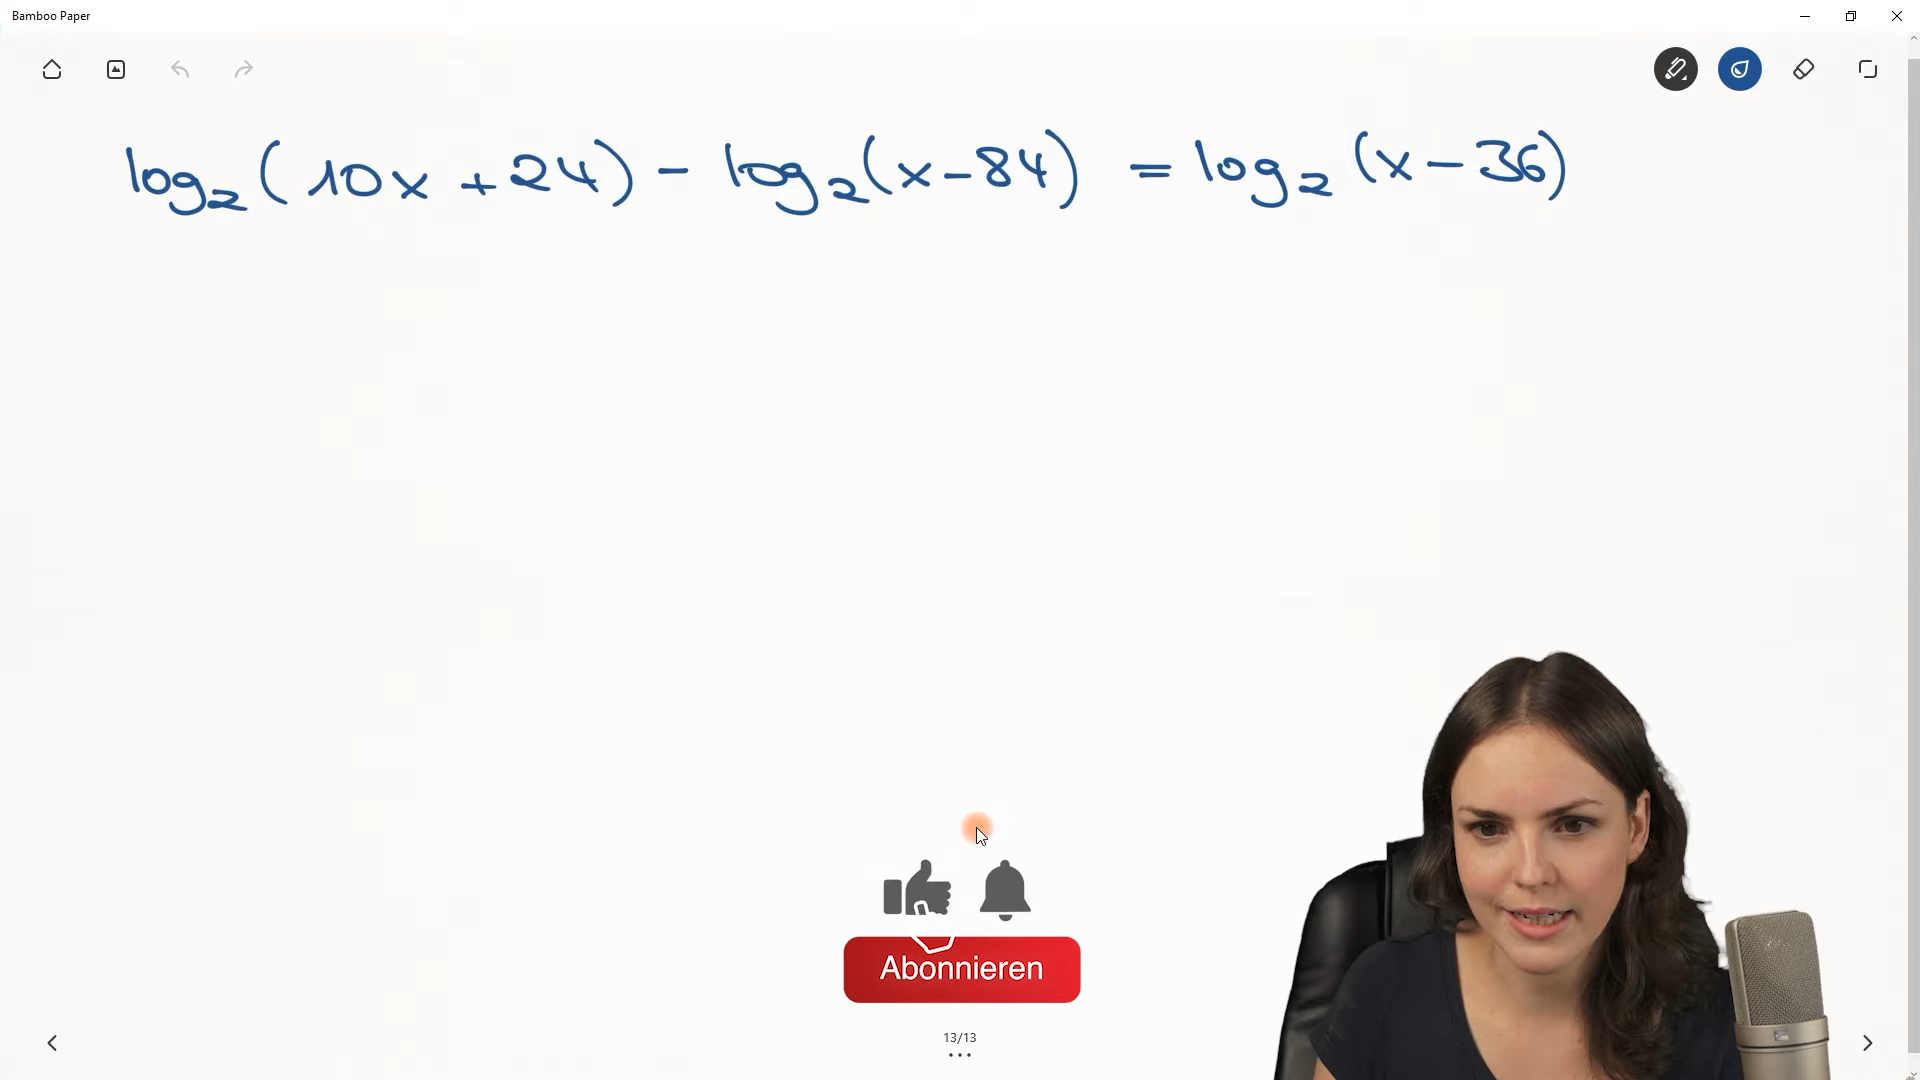 Bamboo Paper
log₂(10x+24) - log₂(x-84) = log₂(x-36)
Abonnieren
13/13